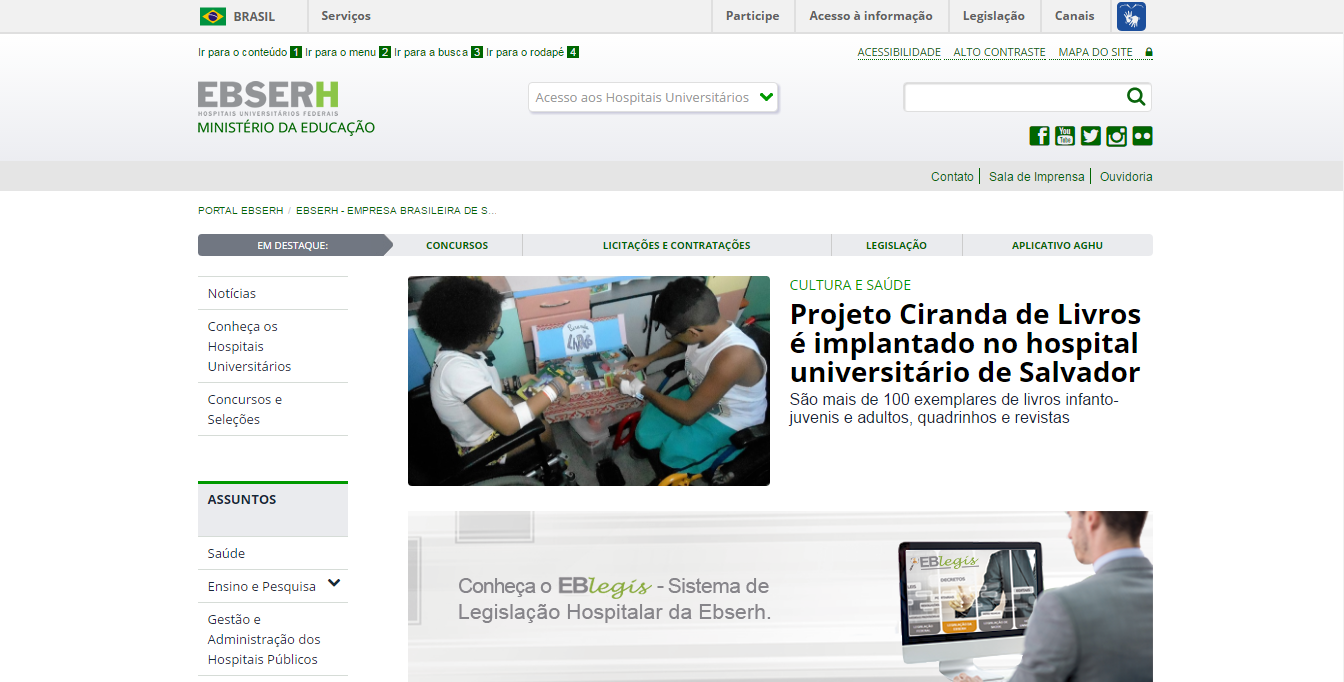 BRASIL
Serviços
Participe
Acesso à informação
Legislação
Canais
Ir para o conteúdo 1 Ir para o menu 2 Ir para a busca 3 Ir para o rodapé 4
ACESSIBILIDADE
ALTO CONTRASTE
MAPA DO SITE
EBSERH
HOSPITAIS UNIVERSITÁRIOS FEDERAIS
MINISTÉRIO DA EDUCAÇÃO
Acesso aos Hospitais Universitários
You
Tube
Contato
Sala de Imprensa
Ouvidoria
PORTAL EBSERH / EBSERH - EMPRESA BRASILEIRA DE S...
EM DESTAQUE:
CONCURSOS
LICITAÇÕES E CONTRATAÇÕES
LEGISLAÇÃO
APLICATIVO AGHU
Notícias
Conheça os
Hospitais
Universitários
Concursos e
Seleções
ASSUNTOS
Saúde
Ensino e Pesquisa
Gestão e
Administração dos
Hospitais Públicos
LIVROS
CULTURA E SAÚDE
Projeto Ciranda de Livros
é implantado no hospital
universitário de Salvador
São mais de 100 exemplares de livros infanto-
juvenis e adultos, quadrinhos e revistas
Conheça o EBlegis - Sistema de
Legislação Hospitalar da Ebserh.
EBlegis
DECRETOS